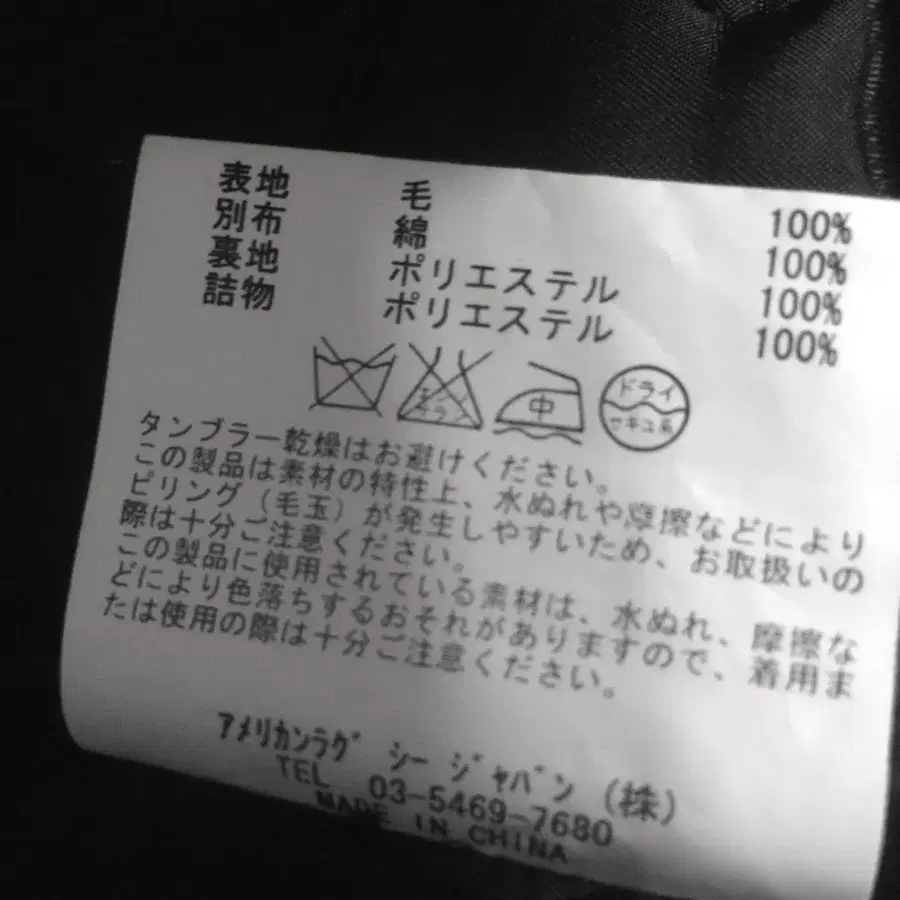 表地 毛 100%
別布 綿 100%
裏地 ポリエステル 100%
詰物 ポリエステル 100%
エンソ サラシ 中 ドライ セキユ系
タンブラー乾燥はお避けください。
この製品は素材の特性上、水ぬれや摩擦などにより
ピリング(毛玉)が発生しやすいため、お取扱いの
際は十分ご注意ください。
この製品に使用されている素材は、水ぬれ、摩擦な
どにより色落ちするおそれがありますので、着用ま
たは使用の際は十分ご注意ください。
アメリカンラグ シー ジャパン(株)
TEL 03-5469-7680
MADE IN CHINA